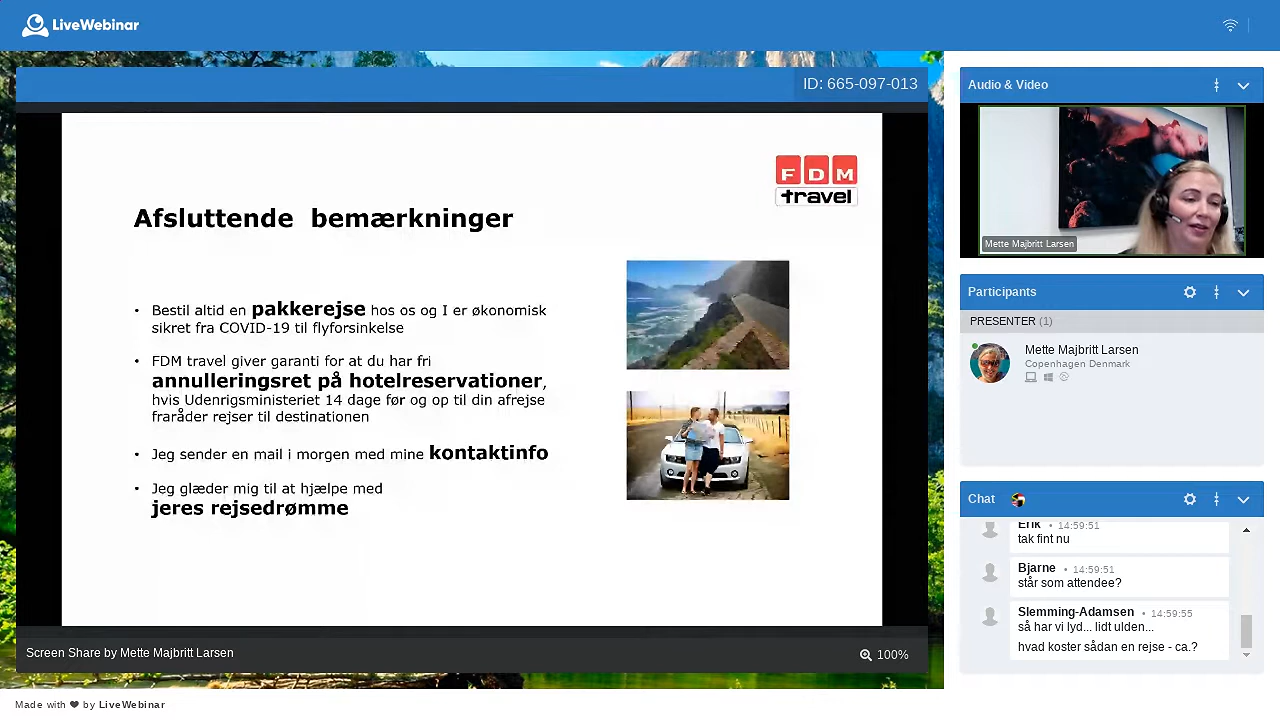 LiveWebinar
ID: 665-097-013
FDM
travel
Afsluttende bemærkninger
• Bestil altid en pakkerejse hos os og I er økonomisk
sikret fra COVID-19 til flyforsinkelse
• FDM travel giver garanti for at du har fri
annulleringsret på hotelreservationer,
hvis Udenrigsministeriet 14 dage før og op til din afrejse
fraråder rejser til destinationen
• Jeg sender en mail i morgen med mine kontaktinfo
• Jeg glæder mig til at hjælpe med
jeres rejsedrømme
Screen Share by Mette Majbritt Larsen
100%
Audio & Video
Mette Majbritt Larsen
Participants
PRESENTER (1)
Mette Majbritt Larsen
Copenhagen Denmark
Chat
Erik • 14:59:51
tak fint nu
Bjarne • 14:59:51
står som attendee?
Slemming-Adamsen • 14:59:55
så har vi lyd... lidt ulden...
hvad koster sådan en rejse - ca.?
Made with ❤ by LiveWebinar